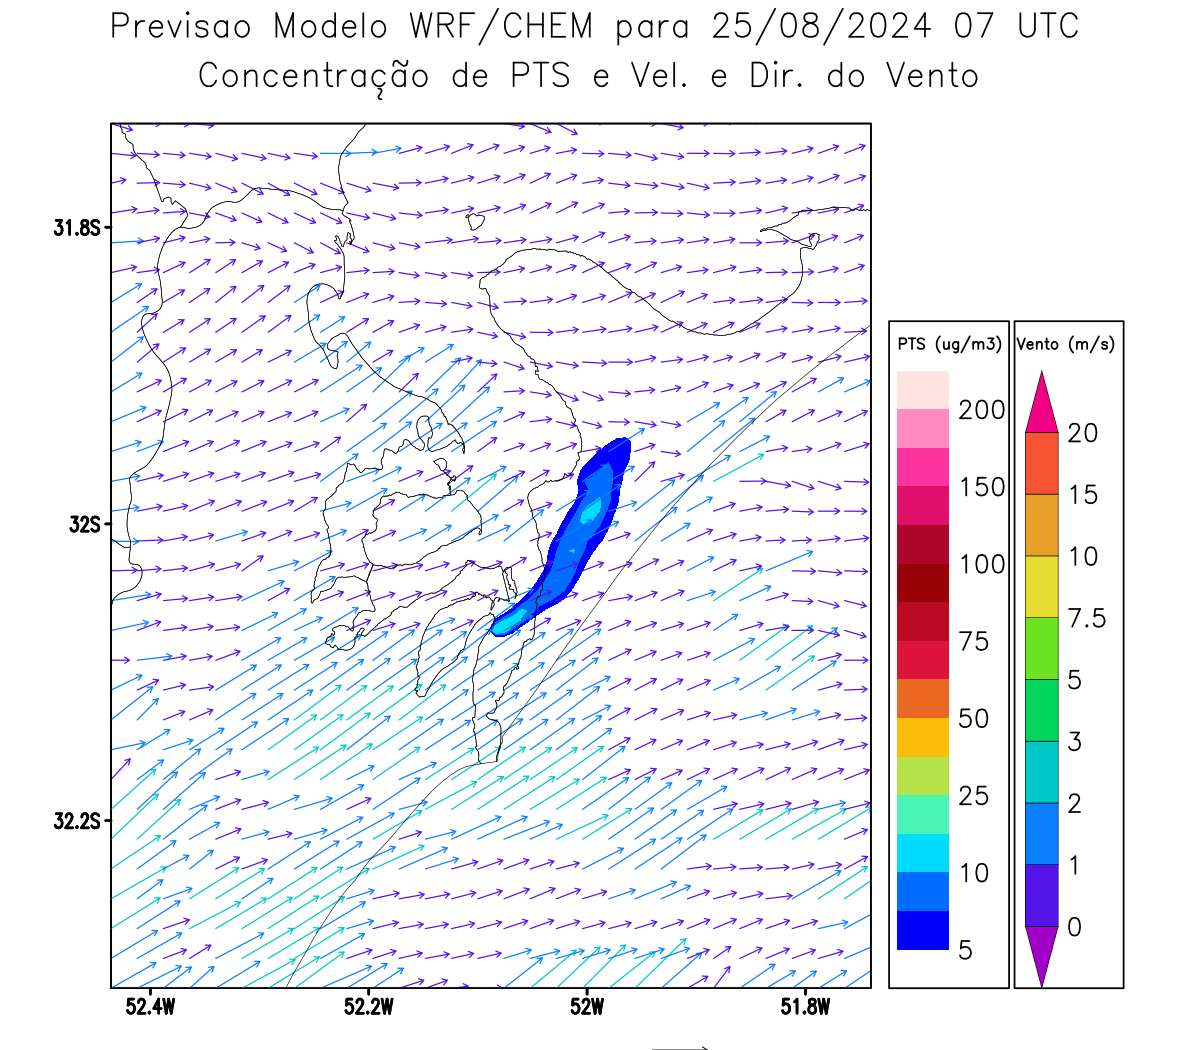 Previsao Modelo WRF/CHEM para 25/08/2024 07 UTC
Concentração de PTS e Vel. e Dir. do Vento
31.8S
32S
32.2S
52.4W 52.2W 52W 51.8W
PTS (ug/m3)
200
150
100
75
50
25
10
5
Vento (m/s)
20
15
10
7.5
5
3
2
1
0